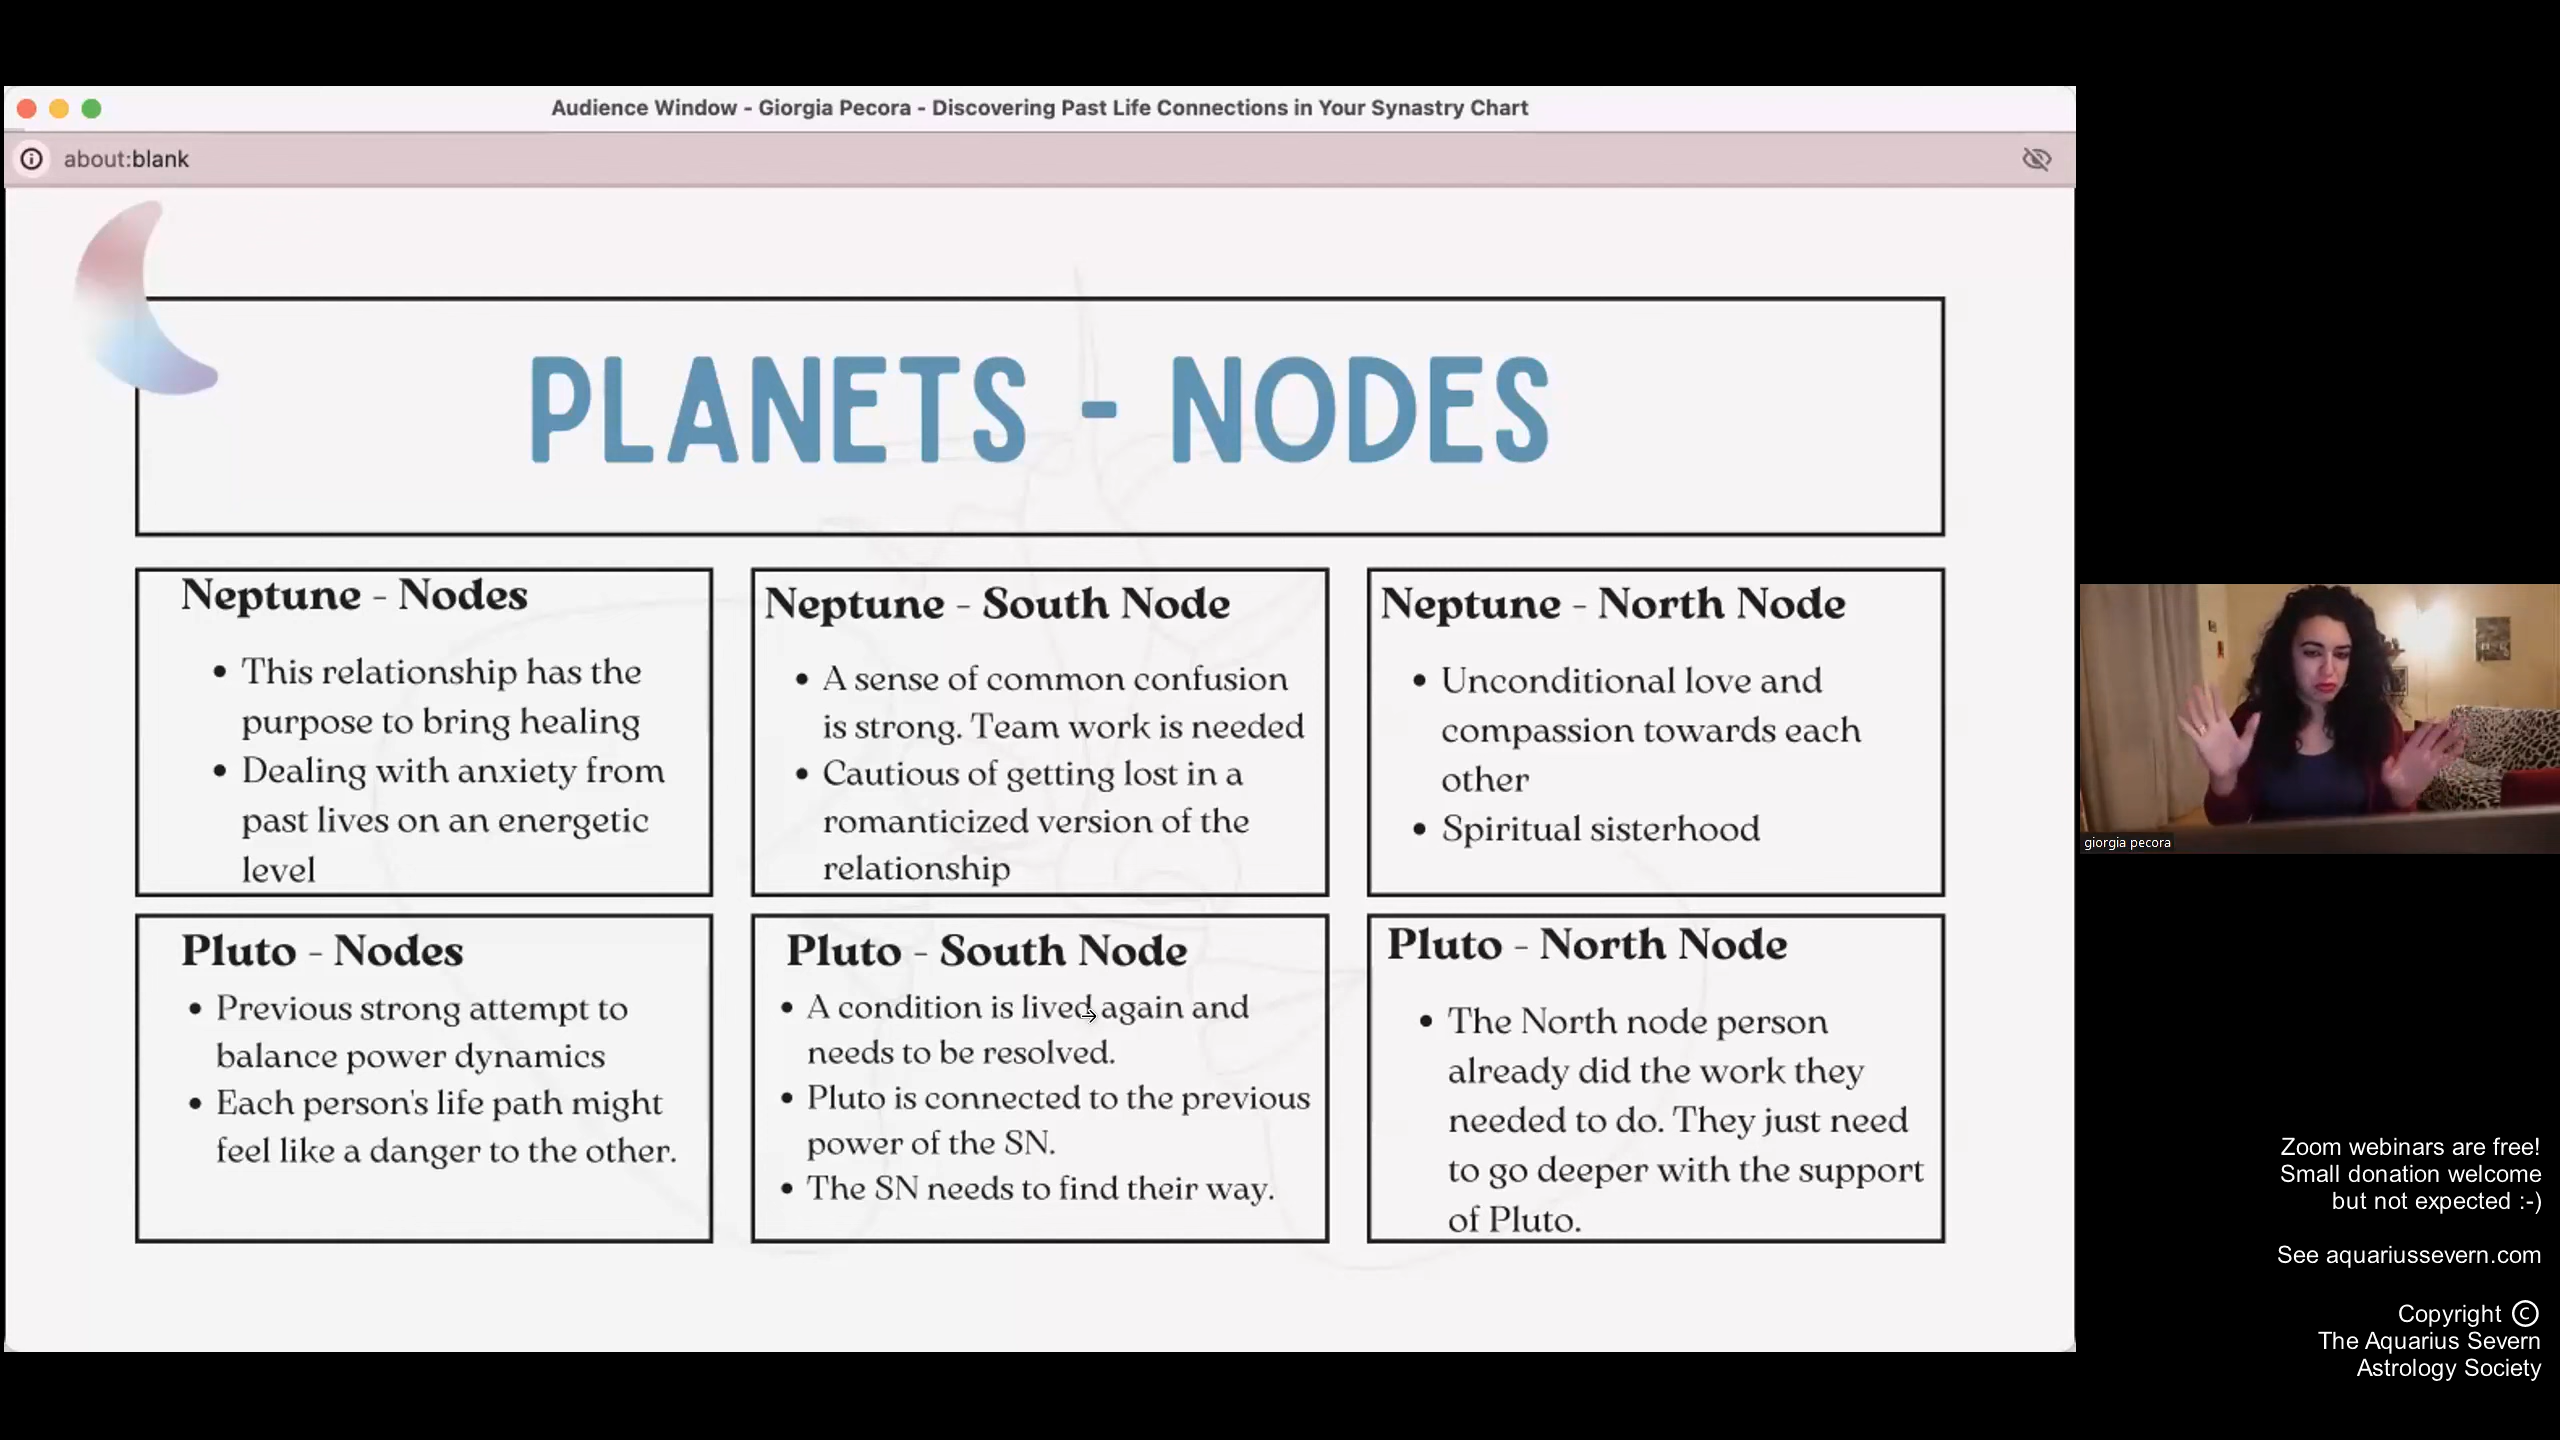 Audience Window - Giorgia Pecora - Discovering Past Life Connections in Your Synastry Chart
about:blank
PLANETS - NODES
Neptune - Nodes
• This relationship has the
purpose to bring healing
• Dealing with anxiety from
past lives on an energetic
level
Neptune - South Node
• A sense of common confusion
is strong. Team work is needed
• Cautious of getting lost in a
romanticized version of the
relationship
Neptune - North Node
• Unconditional love and
compassion towards each
other
• Spiritual sisterhood
Pluto - Nodes
• Previous strong attempt to
balance power dynamics
• Each person's life path might
feel like a danger to the other.
Pluto - South Node
• A condition is lived again and
needs to be resolved.
• Pluto is connected to the previous
power of the SN.
• The SN needs to find their way.
Pluto - North Node
• The North node person
already did the work they
needed to do. They just need
to go deeper with the support
of Pluto.
giorgia pecora
Zoom webinars are free!
Small donation welcome
but not expected :-)
See aquariussevern.com
Copyright ©
The Aquarius Severn
Astrology Society